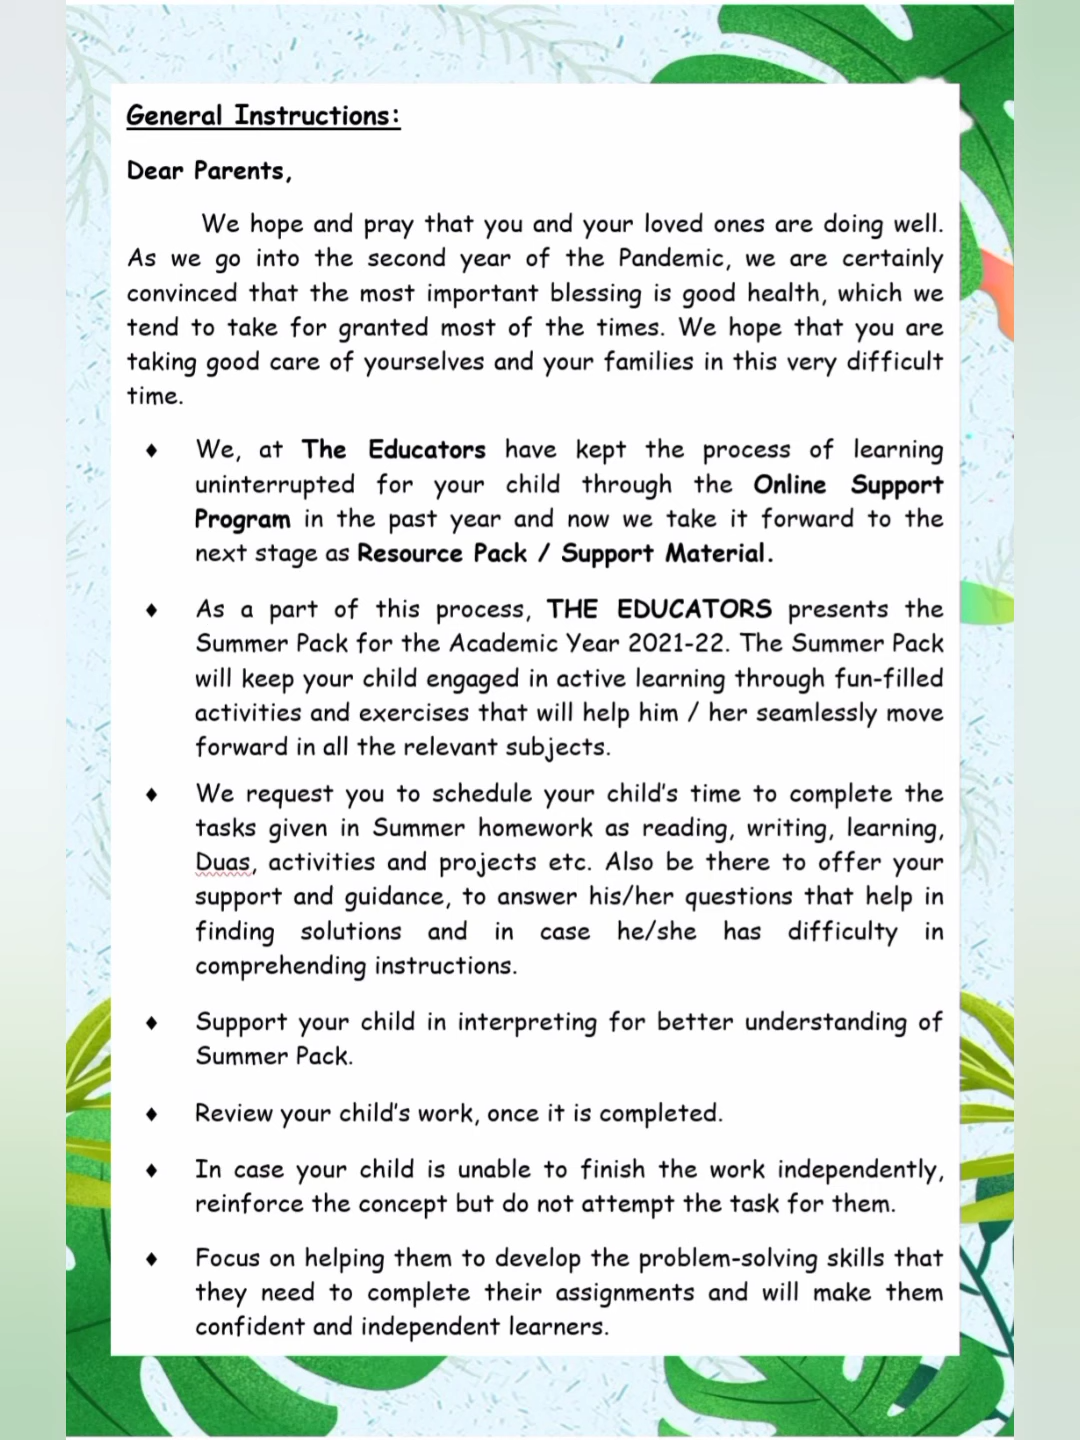 General Instructions:
Dear Parents,
We hope and pray that you and your loved ones are doing well.
As we go into the second year of the Pandemic, we are certainly
convinced that the most important blessing is good health, which we
tend to take for granted most of the times. We hope that you are
taking good care of yourselves and your families in this very difficult
time.
♦ We, at The Educators have kept the process of learning
uninterrupted for your child through the Online Support
Program in the past year and now we take it forward to the
next stage as Resource Pack / Support Material.
♦ As a part of this process, THE EDUCATORS presents the
Summer Pack for the Academic Year 2021-22. The Summer Pack
will keep your child engaged in active learning through fun-filled
activities and exercises that will help him / her seamlessly move
forward in all the relevant subjects.
♦ We request you to schedule your child's time to complete the
tasks given in Summer homework as reading, writing, learning,
Duas, activities and projects etc. Also be there to offer your
support and guidance, to answer his/her questions that help in
finding solutions and in case he/she has difficulty in
comprehending instructions.
♦ Support your child in interpreting for better understanding of
Summer Pack.
♦ Review your child's work, once it is completed.
♦ In case your child is unable to finish the work independently,
reinforce the concept but do not attempt the task for them.
♦ Focus on helping them to develop the problem-solving skills that
they need to complete their assignments and will make them
confident and independent learners.